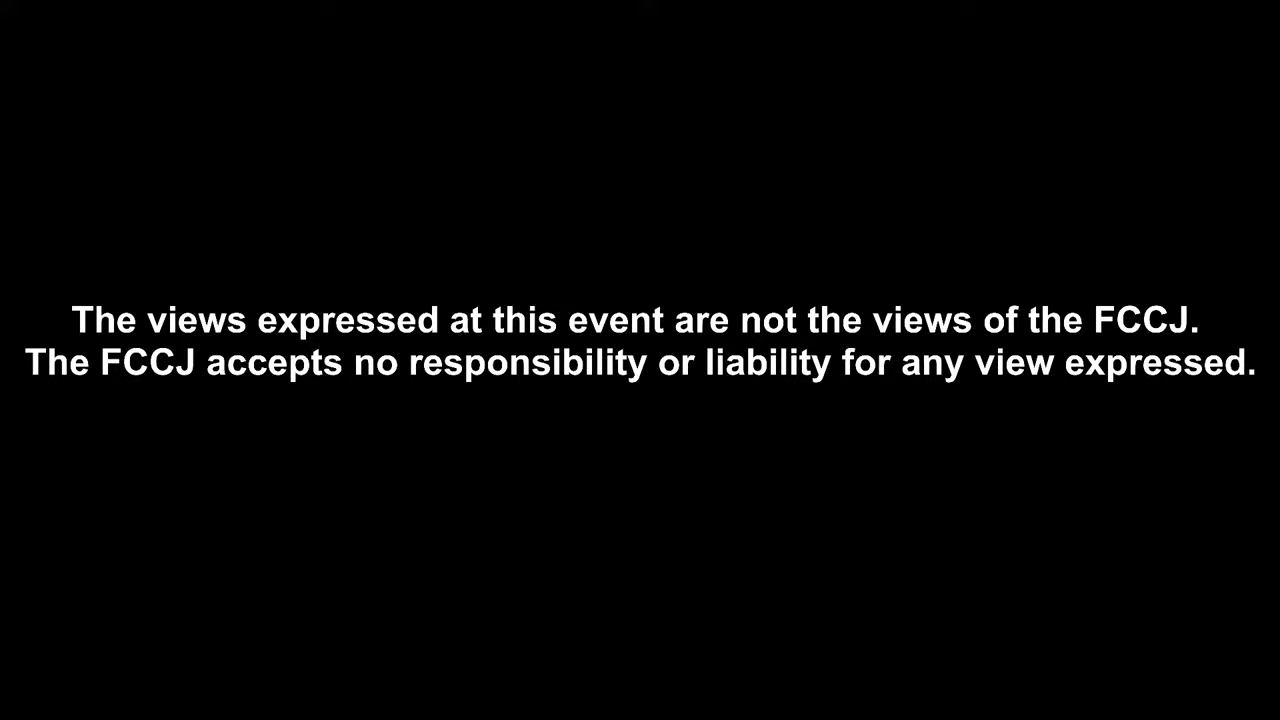 The views expressed at this event are not the views of the FCCJ.
The FCCJ accepts no responsibility or liability for any view expressed.